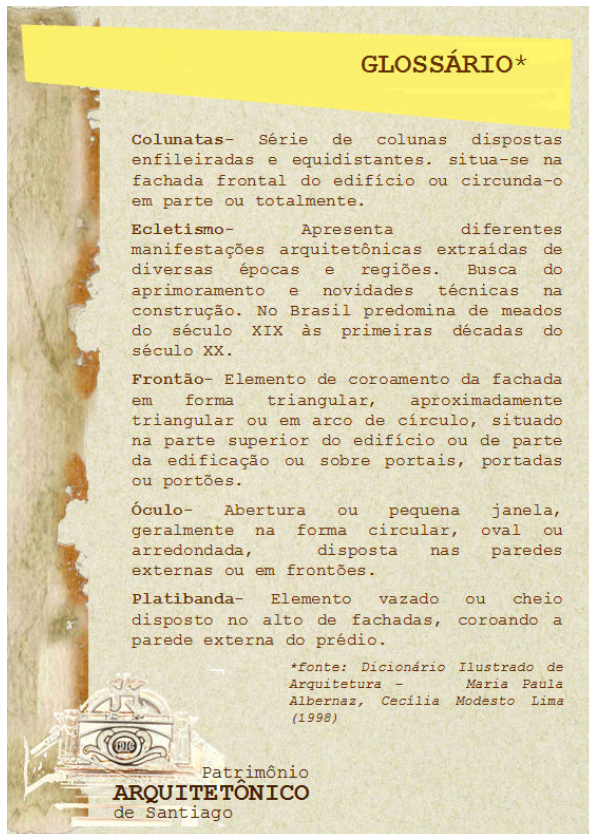 GLOSSÁRIO*
Colunatas- Série de colunas dispostas
enfileiradas e equidistantes. situa-se na
fachada frontal do edifício ou circunda-o
em parte ou totalmente.
Ecletismo- Apresenta diferentes
manifestações arquitetônicas extraídas de
diversas épocas e regiões. Busca do
aprimoramento e novidades técnicas na
construção. No Brasil predomina de meados
do século XIX às primeiras décadas do
século XX.
Frontão- Elemento de coroamento da fachada
em forma triangular, aproximadamente
triangular ou em arco de círculo, situado
na parte superior do edifício ou de parte
da edificação ou sobre portais, portadas
ou portões.
Óculo- Abertura ou pequena janela,
geralmente na forma circular, oval ou
arredondada, disposta nas paredes
externas ou em frontões.
Platibanda- Elemento vazado ou cheio
disposto no alto de fachadas, coroando a
parede externa do prédio.
*fonte: Dicionário Ilustrado de
Arquitetura - Maria Paula
Albernaz, Cecília Modesto Lima
(1998)
Patrimônio
ARQUITETÔNICO
de Santiago